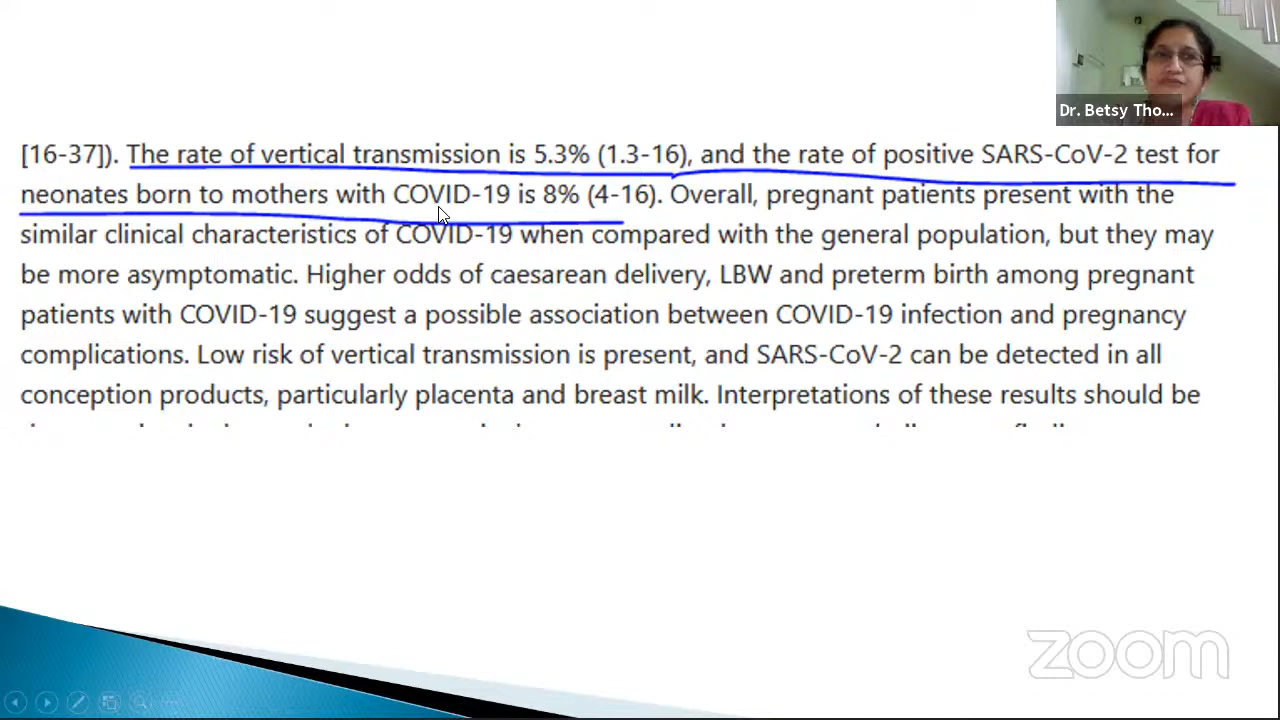 Dr. Betsy Tho...
[16-37]). The rate of vertical transmission is 5.3% (1.3-16), and the rate of positive SARS-CoV-2 test for
neonates born to mothers with COVID-19 is 8% (4-16). Overall, pregnant patients present with the
similar clinical characteristics of COVID-19 when compared with the general population, but they may
be more asymptomatic. Higher odds of caesarean delivery, LBW and preterm birth among pregnant
patients with COVID-19 suggest a possible association between COVID-19 infection and pregnancy
complications. Low risk of vertical transmission is present, and SARS-CoV-2 can be detected in all
conception products, particularly placenta and breast milk. Interpretations of these results should be
zoom